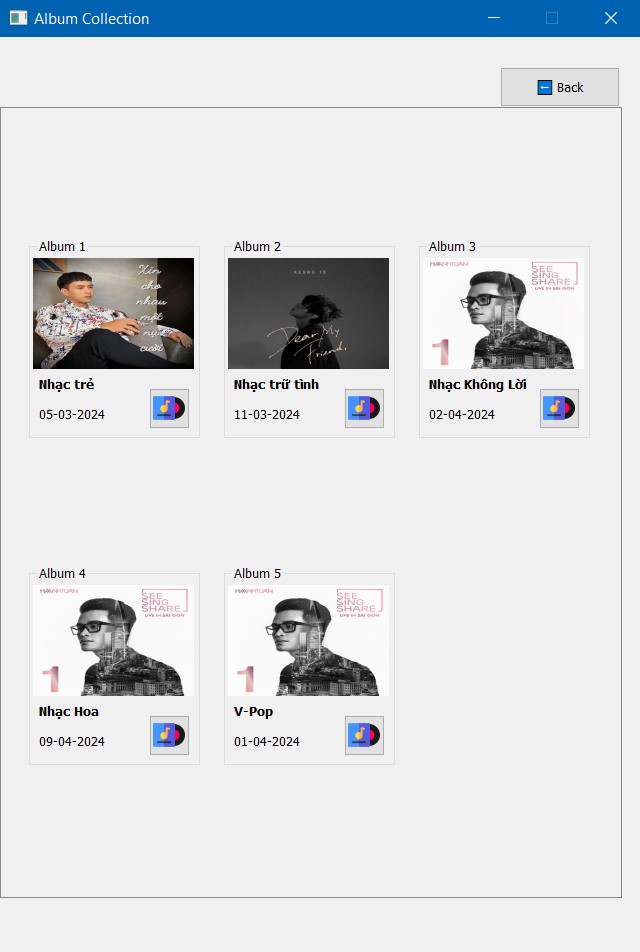 Album Collection
Back
Album 1
Xin
cho
nhau
một
nụ
cười
Nhạc trẻ
05-03-2024
Album 2
KUONG TO
Dear My
Friend,
Nhạc trữ tình
11-03-2024
Album 3
HAANHTUAN
SEE
SING
SHARE
LIVE IN SÀI GÒN
1
Nhạc Không Lời
02-04-2024
Album 4
HAANHTUAN
SEE
SING
SHARE
LIVE IN SÀI GÒN
1
Nhạc Hoa
09-04-2024
Album 5
HAANHTUAN
SEE
SING
SHARE
LIVE IN SÀI GÒN
1
V-Pop
01-04-2024